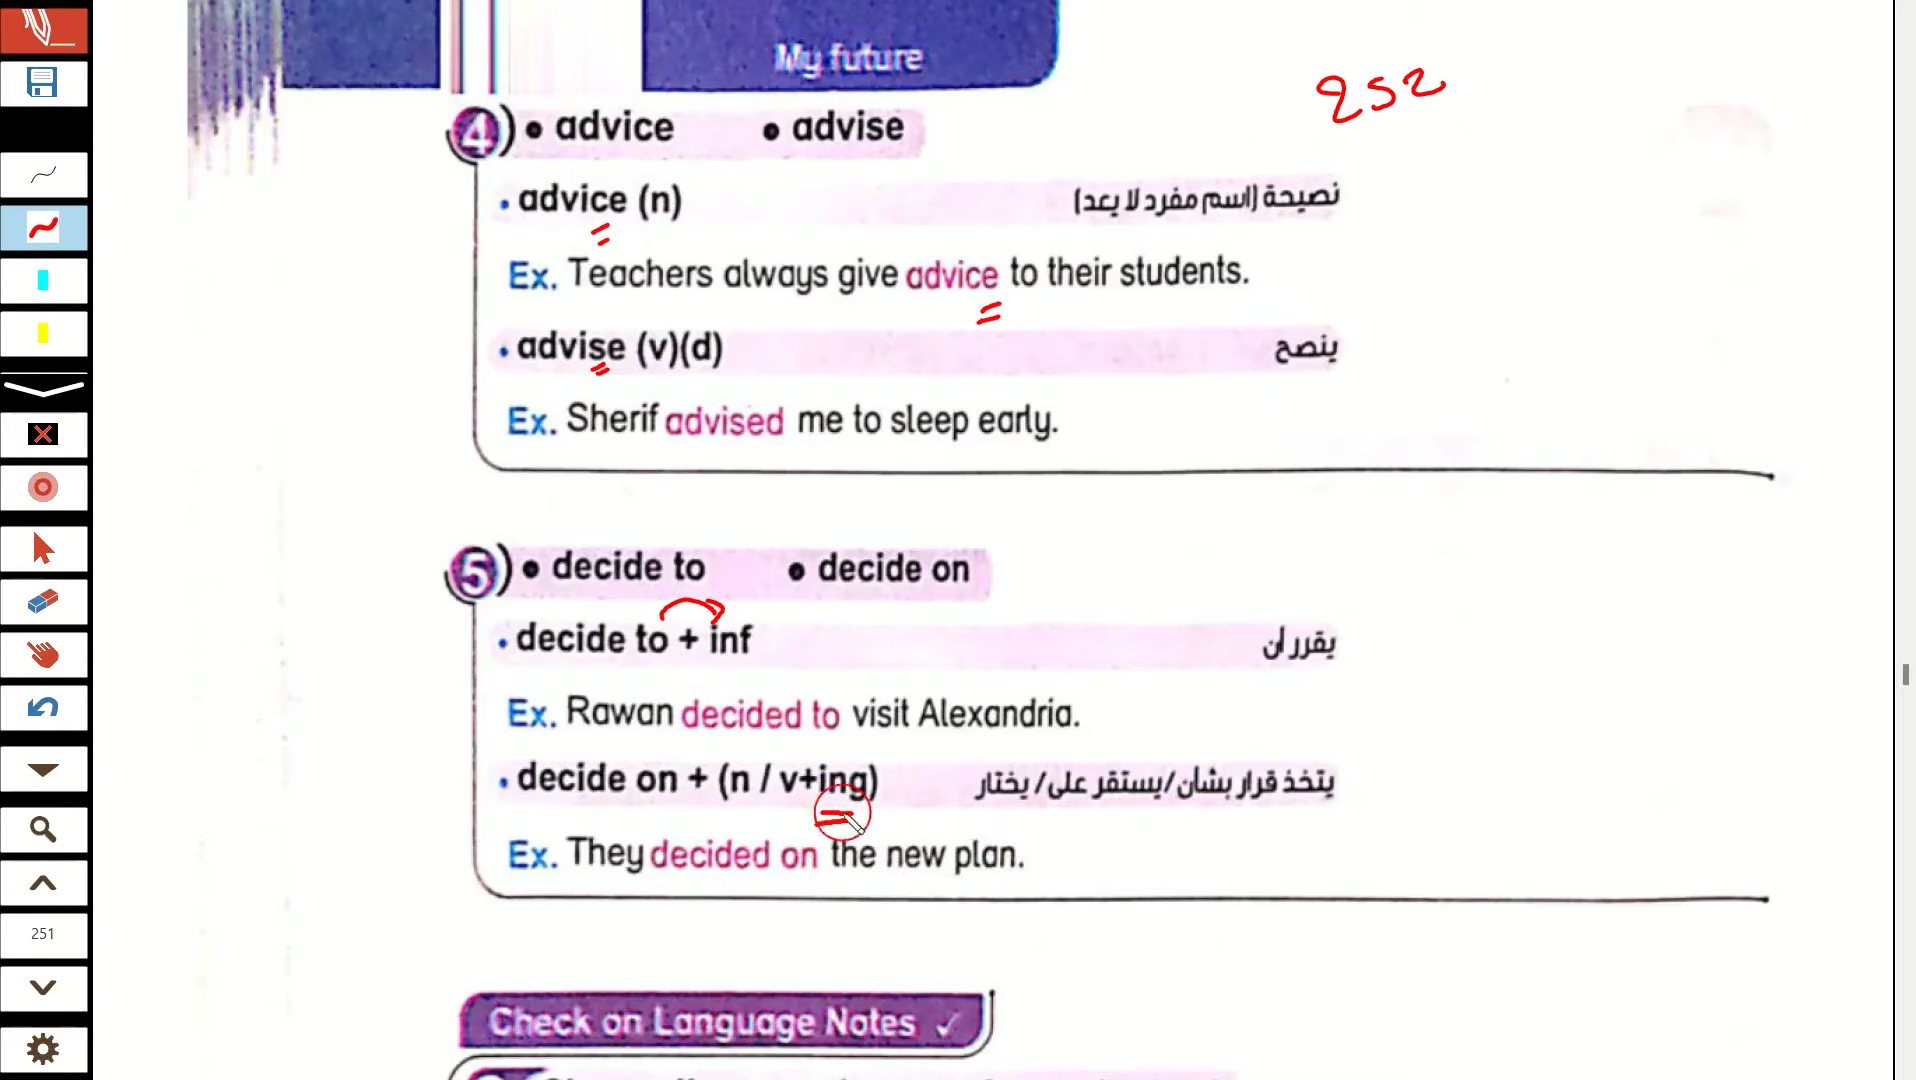 My future
252
4 • advice • advise
• advice (n) نصيحة (اسم مفرد لا يعد)
Ex. Teachers always give advice to their students.
• advise (v)(d) ينصح
Ex. Sherif advised me to sleep early.
5 • decide to • decide on
• decide to + inf يقرر أن
Ex. Rawan decided to visit Alexandria.
• decide on + (n / v+ing) يتخذ قرار بشأن/يستقر على/ يختار
Ex. They decided on the new plan.
251
Check on Language Notes ✓